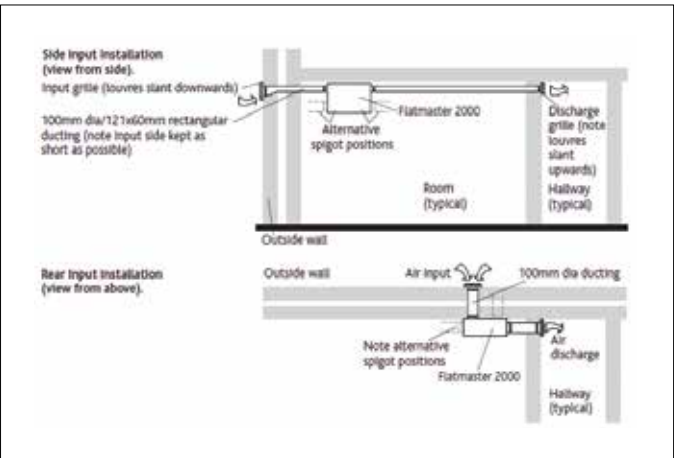 Side Input Installation
(view from side).
Input grille (louvres slant downwards)
100mm dia/121x60mm rectangular
ducting (note input side kept as
short as possible)
Flatmaster 2000
Alternative
spigot positions
Discharge
grille (note
louvres
slant
upwards)
Room
(typical)
Hallway
(typical)
Outside wall
Rear Input Installation
(view from above).
Outside wall
Air input
100mm dia ducting
Note alternative
spigot positions
Air
discharge
Flatmaster 2000
Hallway
(typical)